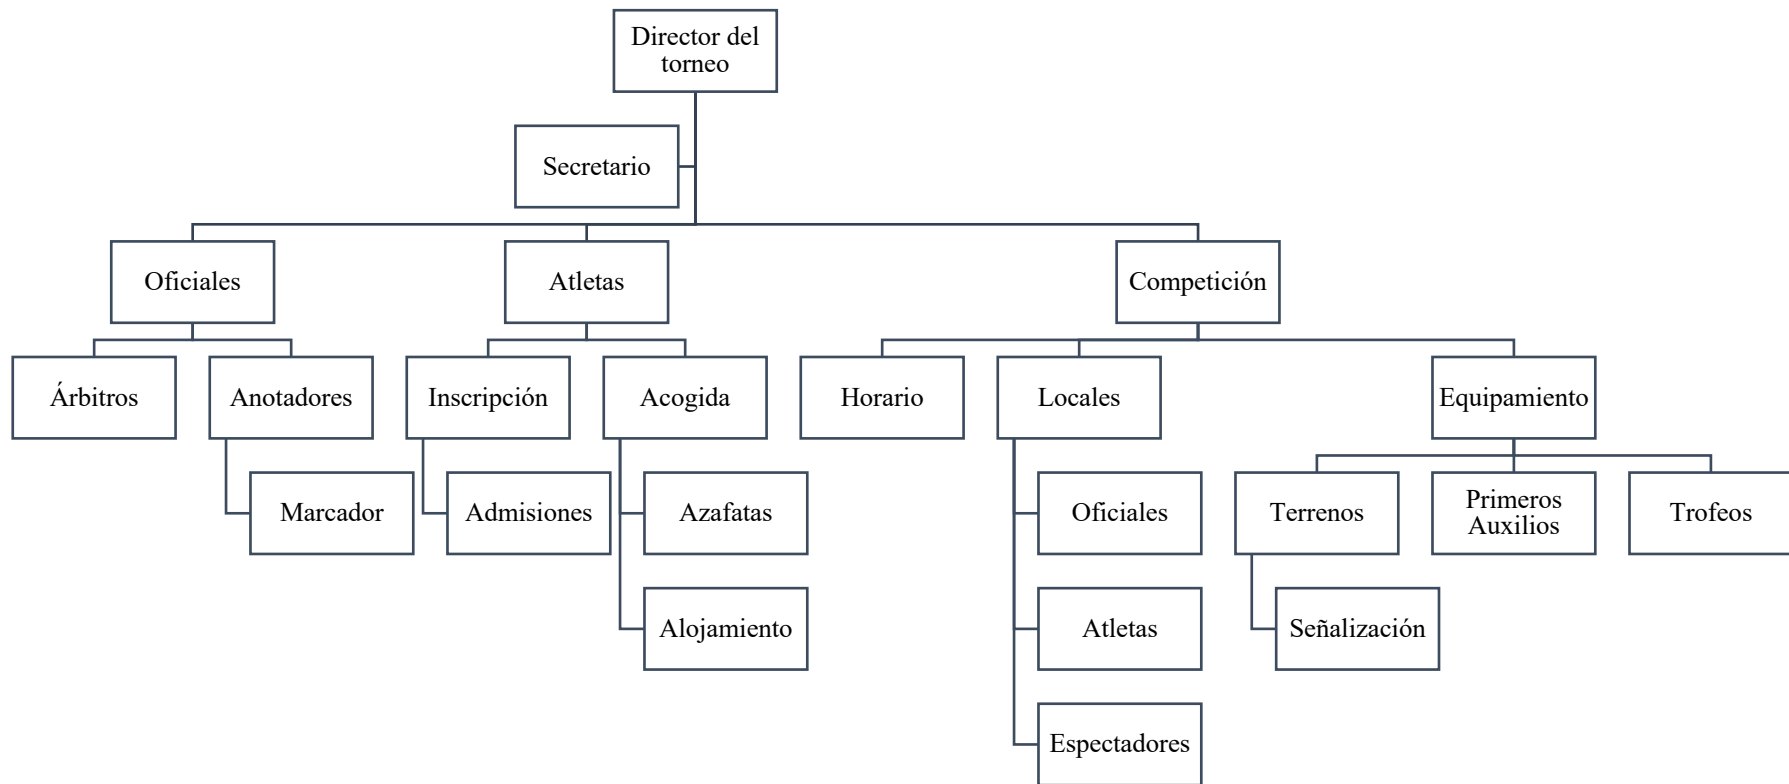 Director del
torneo
Secretario
Oficiales
Atletas
Competición
Árbitros
Anotadores
Inscripción
Acogida
Horario
Locales
Equipamiento
Marcador
Admisiones
Azafatas
Oficiales
Terrenos
Primeros
Auxilios
Trofeos
Alojamiento
Atletas
Señalización
Espectadores